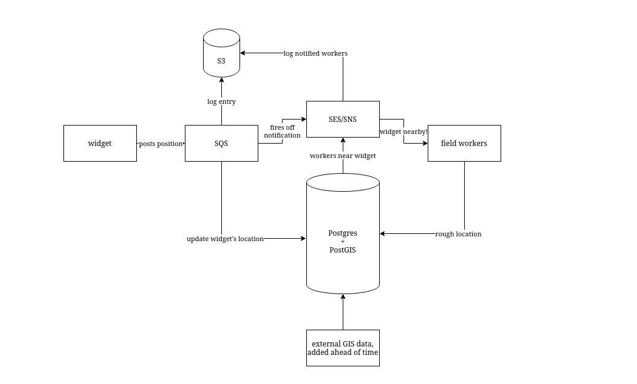 S3
log notified workers
log entry
SES/SNS
widget
posts position
SQS
fires off
notification
widget nearby!
field workers
workers near widget
Postgres
+
PostGIS
update widget's location
rough location
external GIS data,
added ahead of time